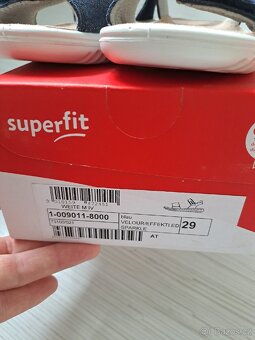 superfit
WEITE M IV
1-009011-8000
blau
VELOUR/EFFEKTLED
SPARKLE
29
AT